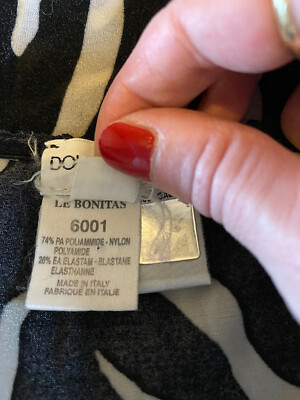 DO
LE BONITAS
6001
74% PA POLIAMMIDE - NYLON
POLYAMIDE
26% EA ELASTAM - ELASTANE
ELASTHANNE
MADE IN ITALY
FABRIQUE EN ITALIE